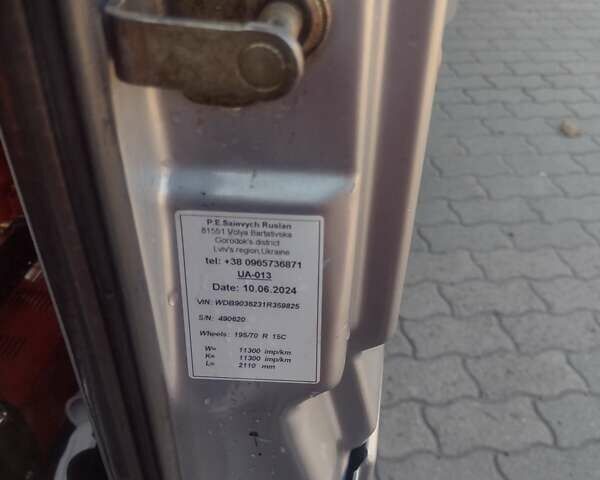 P.E.Saievych Ruslan
81551 Volya Bartativska
Gorodok's district
Lviv's region,Ukraine
tel: +38 0965736871
UA-013
Date: 10.06.2024
VIN: WDB9036231R359825
S/N: 490620
Wheels: 195/70 R 15C
W= 11300 imp/km
K= 11300 imp/km
L= 2110 mm